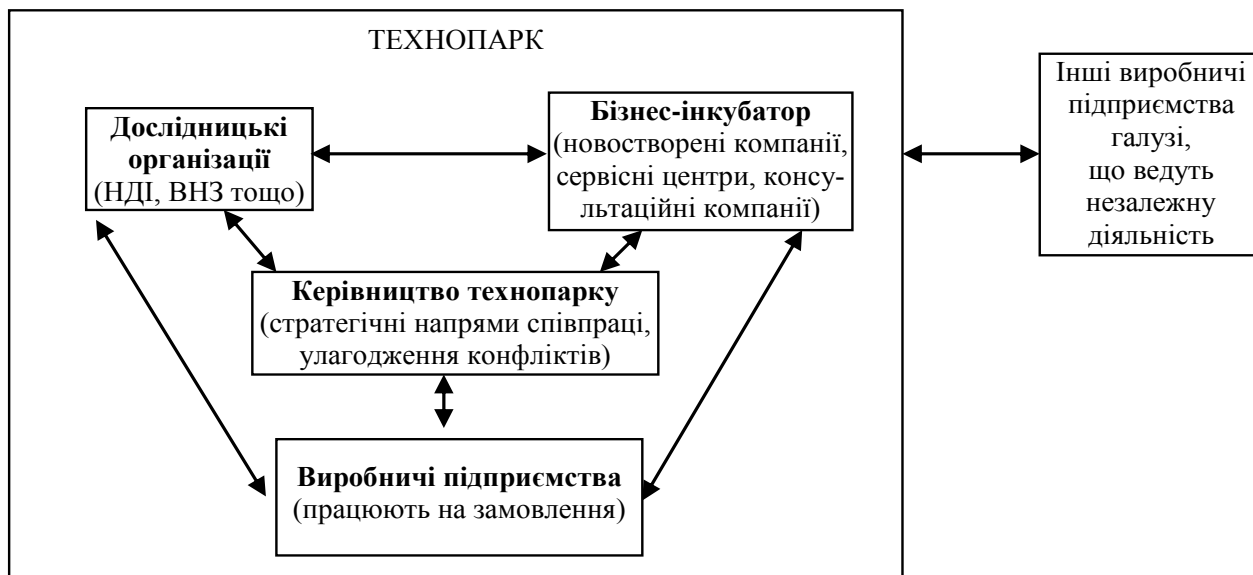 ТЕХНОПАРК
Дослідницькі
організації
(НДІ, ВНЗ тощо)
Бізнес-інкубатор
(новостворені компанії,
сервісні центри, консу-
льтаційні компанії)
Керівництво технопарку
(стратегічні напрями співпраці,
улагодження конфліктів)
Виробничі підприємства
(працюють на замовлення)
Інші виробничі
підприємства
галузі,
що ведуть
незалежну
діяльність